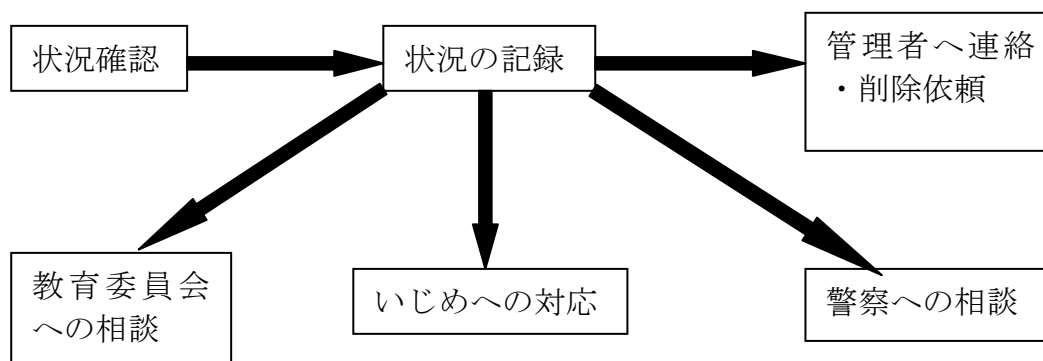 状況確認
状況の記録
管理者へ連絡
・削除依頼
教育委員会
への相談
いじめへの対応
警察への相談